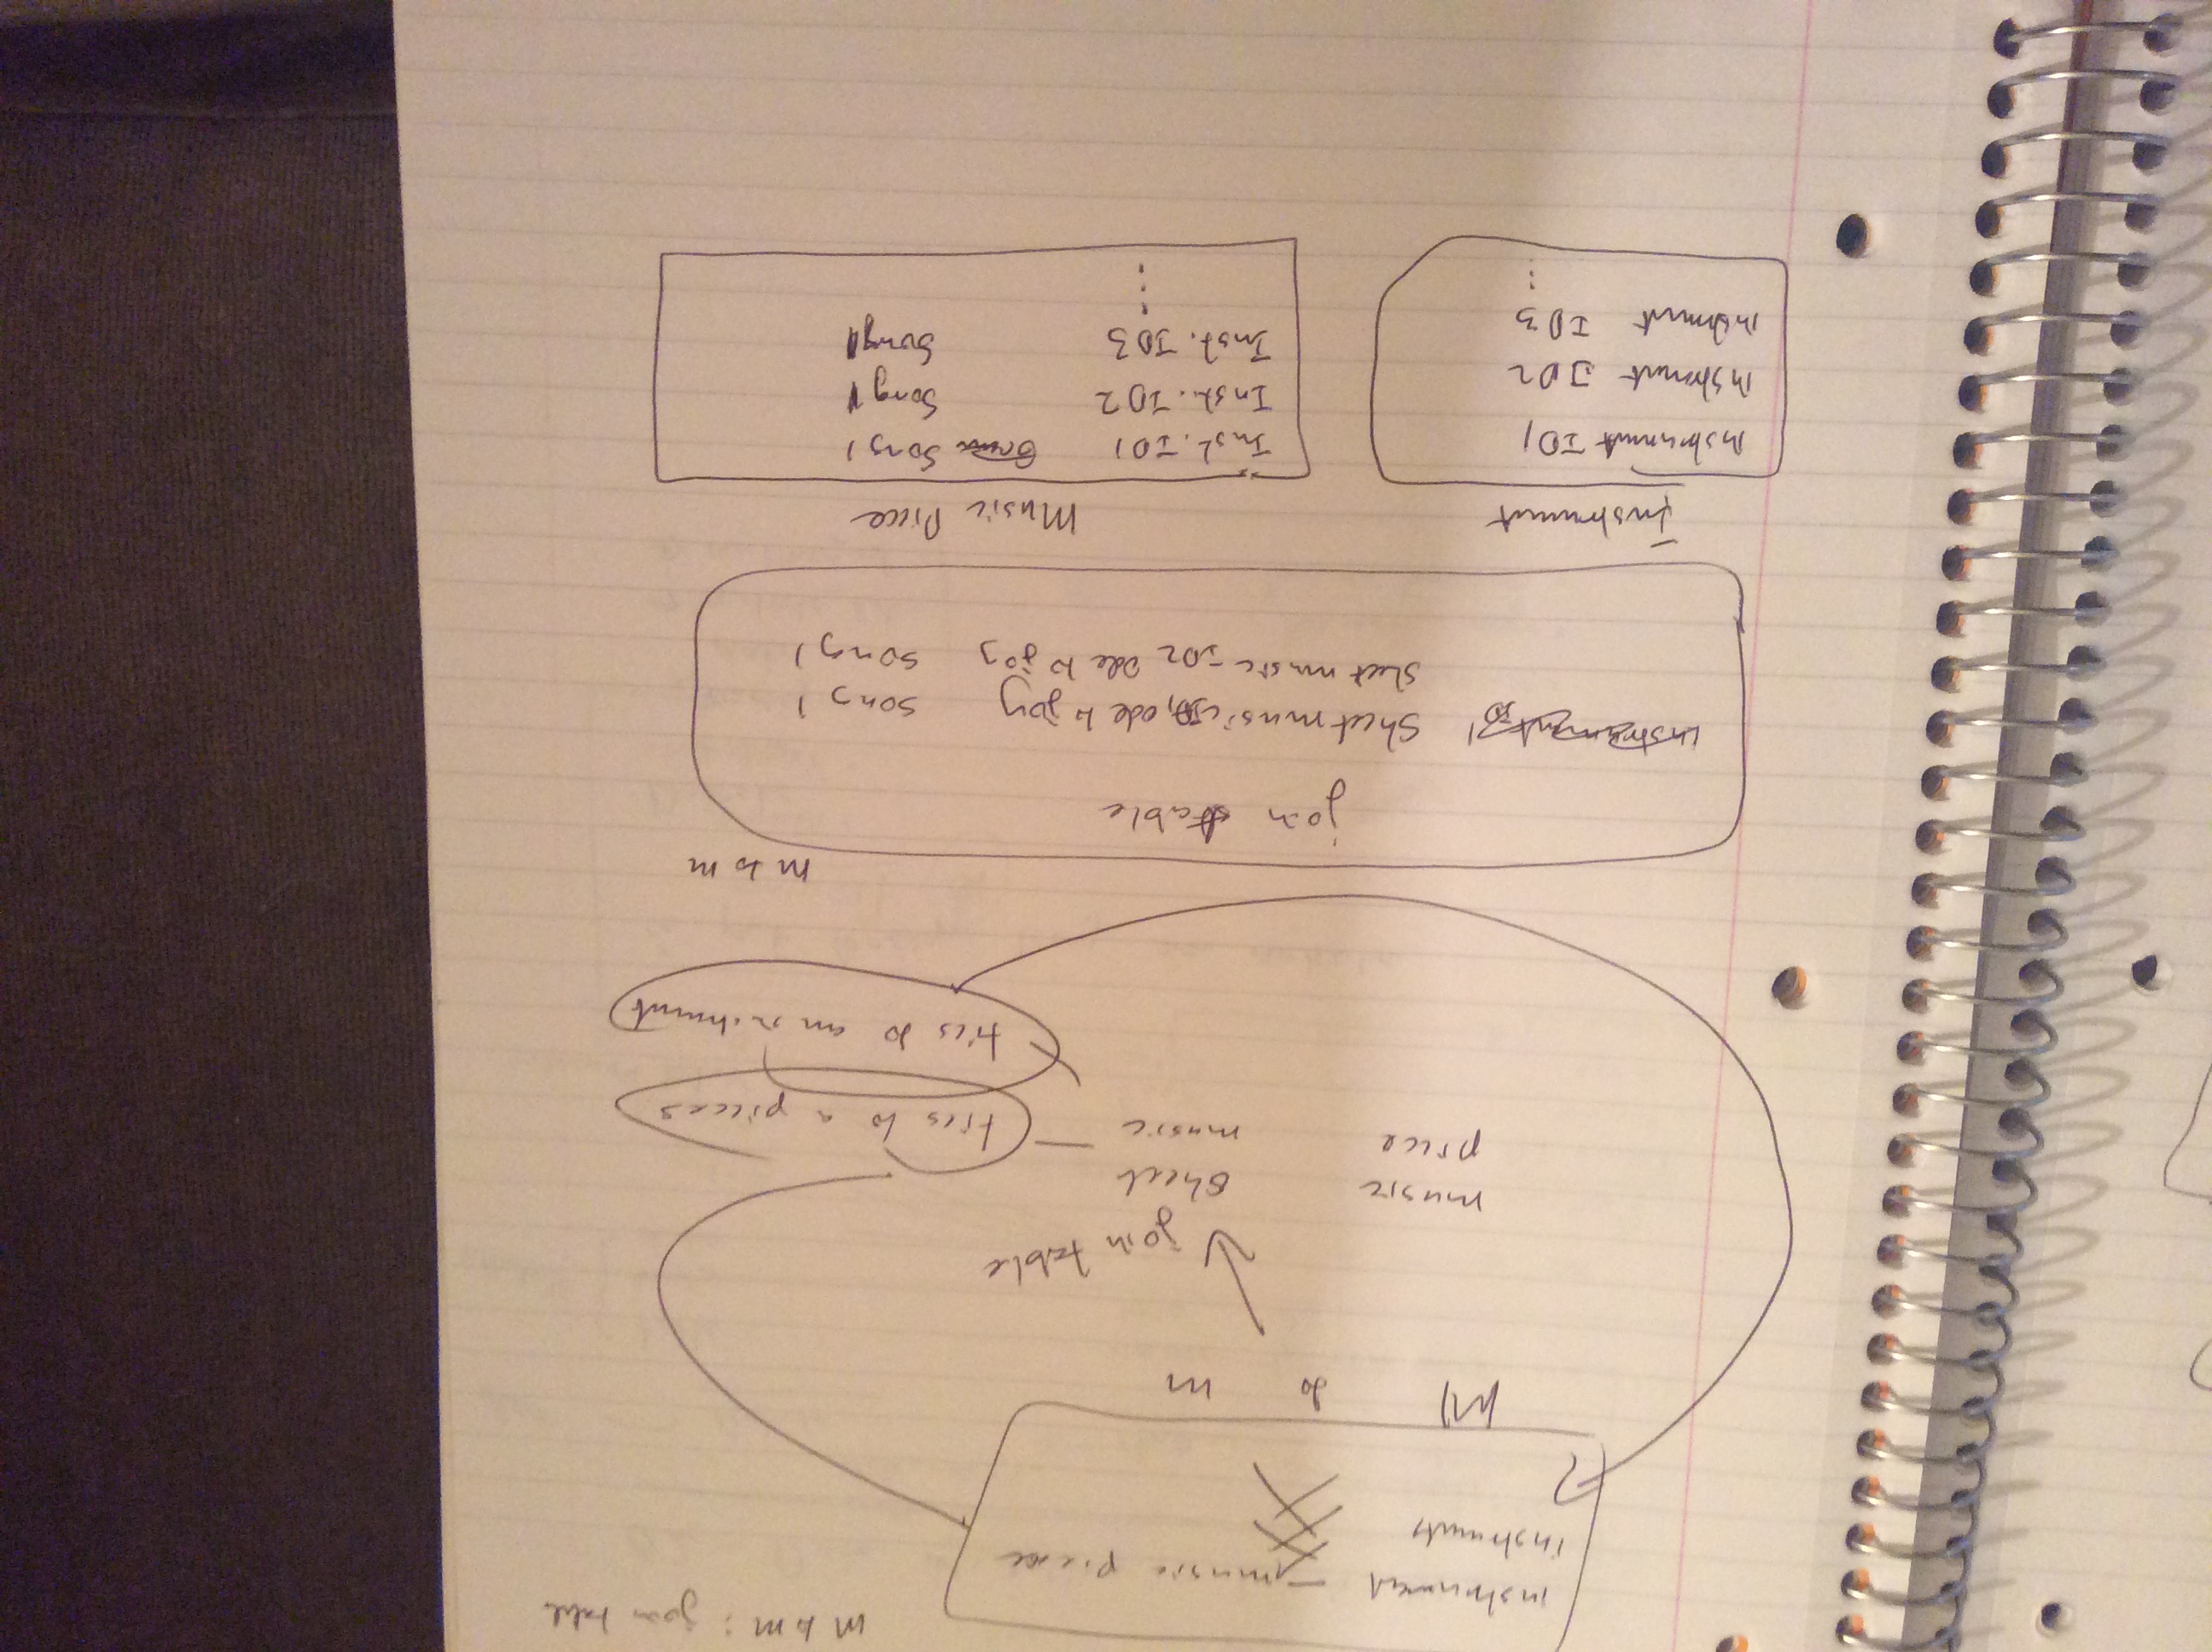 m to m : join table
instrument — music piece
instruments
M to m
join table
music sheet
piece music — ties to a pieces
ties to an instrument
m to m
join table
Sheet music ID1 ode to joy song 1
sheet music ID2 Ode to joy song 1
Instrument Music Piece
Instrument ID1 Inst. ID1 Song 1
Instrument ID2 Inst. ID2 Song 1
instrument ID3 Inst. ID3 Song 1